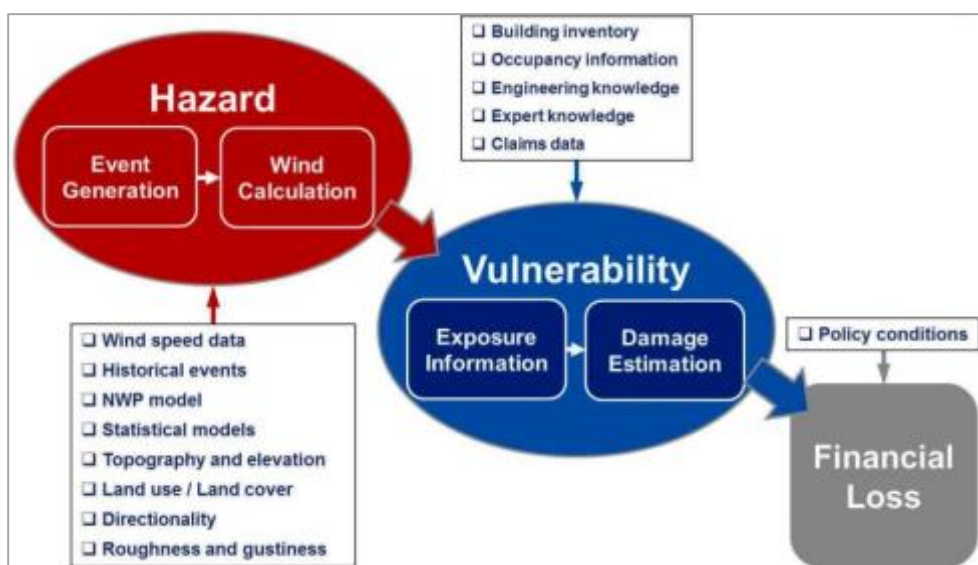 Hazard
Event
Generation
Wind
Calculation
❑ Wind speed data
❑ Historical events
❑ NWP model
❑ Statistical models
❑ Topography and elevation
❑ Land use / Land cover
❑ Directionality
❑ Roughness and gustiness
❑ Building inventory
❑ Occupancy information
❑ Engineering knowledge
❑ Expert knowledge
❑ Claims data
Vulnerability
Exposure
Information
Damage
Estimation
❑ Policy conditions
Financial
Loss